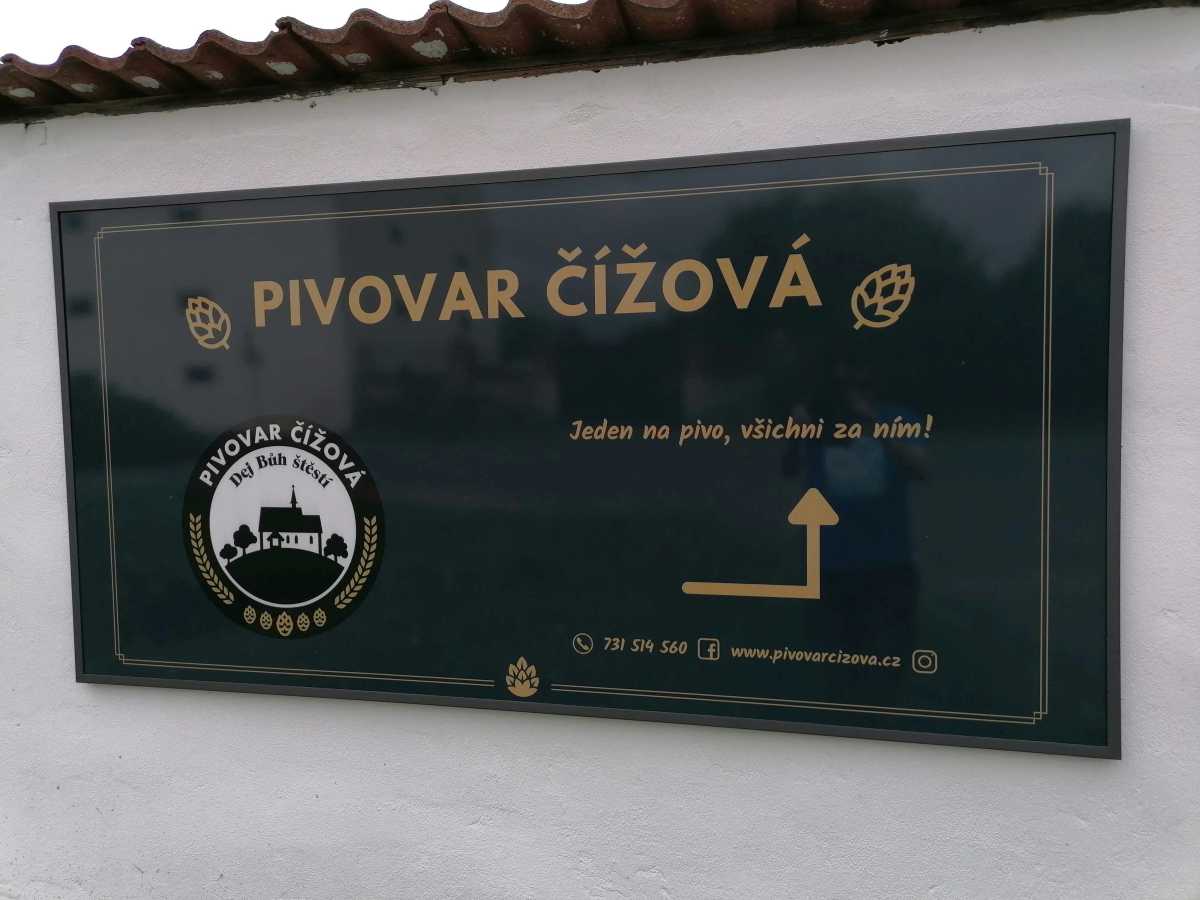 PIVOVAR ČÍŽOVÁ
Jeden na pivo, všichni za ním!
PIVOVAR ČÍŽOVÁ
Dej Bůh štěstí
731 514 560 www.pivovarcizova.cz